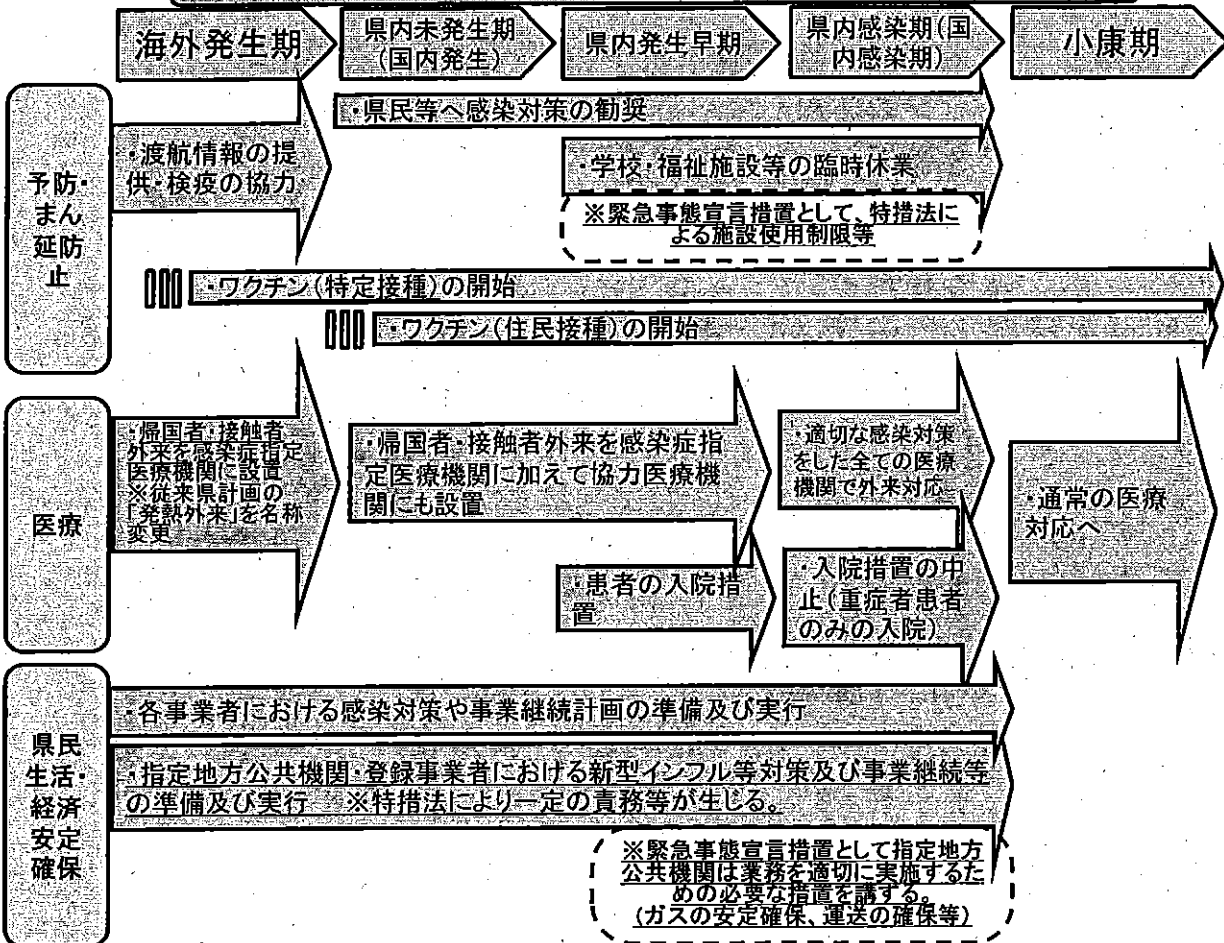 海外発生期
県内未発生期
(国内発生)
県内発生早期
県内感染期(国
内感染期)
小康期
予防・
まん
延防
止
・県民等へ感染対策の勧奨
・渡航情報の提
供・検疫の協力
・学校・福祉施設等の臨時休業
※緊急事態宣言措置として、特措法に
よる施設使用制限等
・ワクチン(特定接種)の開始
・ワクチン(住民接種)の開始
医療
・帰国者・接触者
外来を感染症指定
医療機関に設置
※従来県計画の
「発熱外来」を名称
変更
・帰国者・接触者外来を感染症指
定医療機関に加えて協力医療機
関にも設置
・適切な感染対策
をした全ての医療
機関で外来対応
・通常の医療
対応へ
・患者の入院措
置
・入院措置の中
止(重症者患者
のみの入院)
県民
生活・
経済
安定
確保
・各事業者における感染対策や事業継続計画の準備及び実行
・指定地方公共機関・登録事業者における新型インフル等対策及び事業継続等
の準備及び実行 ※特措法により一定の責務等が生じる。
※緊急事態宣言措置として指定地方
公共機関は業務を適切に実施するた
めの必要な措置を講ずる。
(ガスの安定確保、運送の確保等)